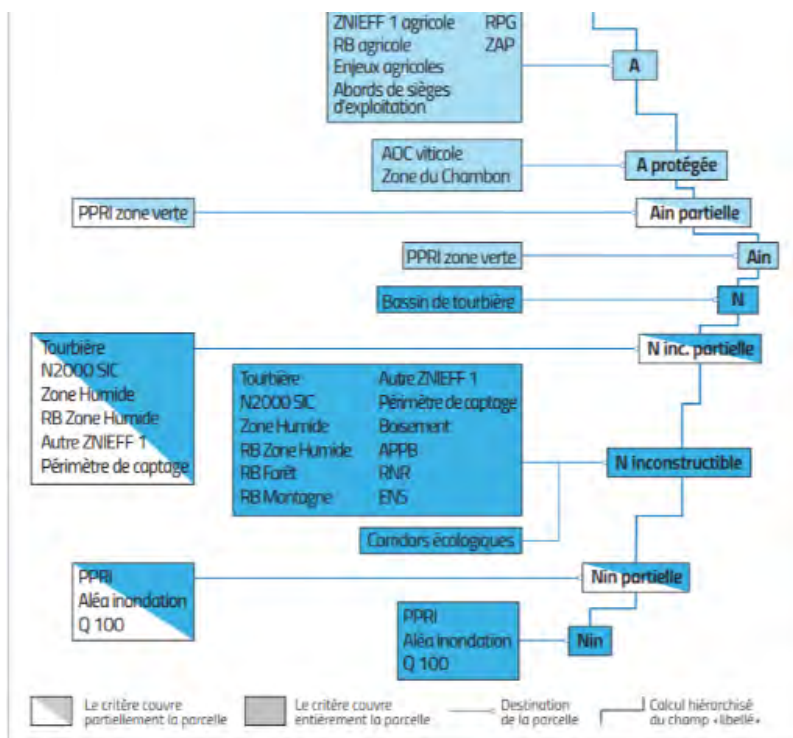 ZNIEFF 1 agricole RPG
RB agricole ZAP
Enjeux agricoles
Abords de sièges
d'exploitation
A
AOC viticole
Zone du Chambon
A protégée
PPRI zone verte
Ain partielle
PPRI zone verte
Ain
Bassin de tourbière
N
Tourbière
N2000 SIC
Zone Humide
RB Zone Humide
Autre ZNIEFF 1
Périmètre de captage
N inc. partielle
Tourbière Autre ZNIEFF 1
N2000 SIC Périmètre de captage
Zone Humide Boisement
RB Zone Humide APPB
RB Forêt RNR
RB Montagne ENS
N inconstructible
Corridors écologiques
PPRI
Aléa inondation
Q 100
Nin partielle
PPRI
Aléa inondation
Q 100
Nin
Le critère couvre
partiellement la parcelle
Le critère couvre
entièrement la parcelle
Destination
de la parcelle
Calcul hiérarchisé
du champ «libellé»